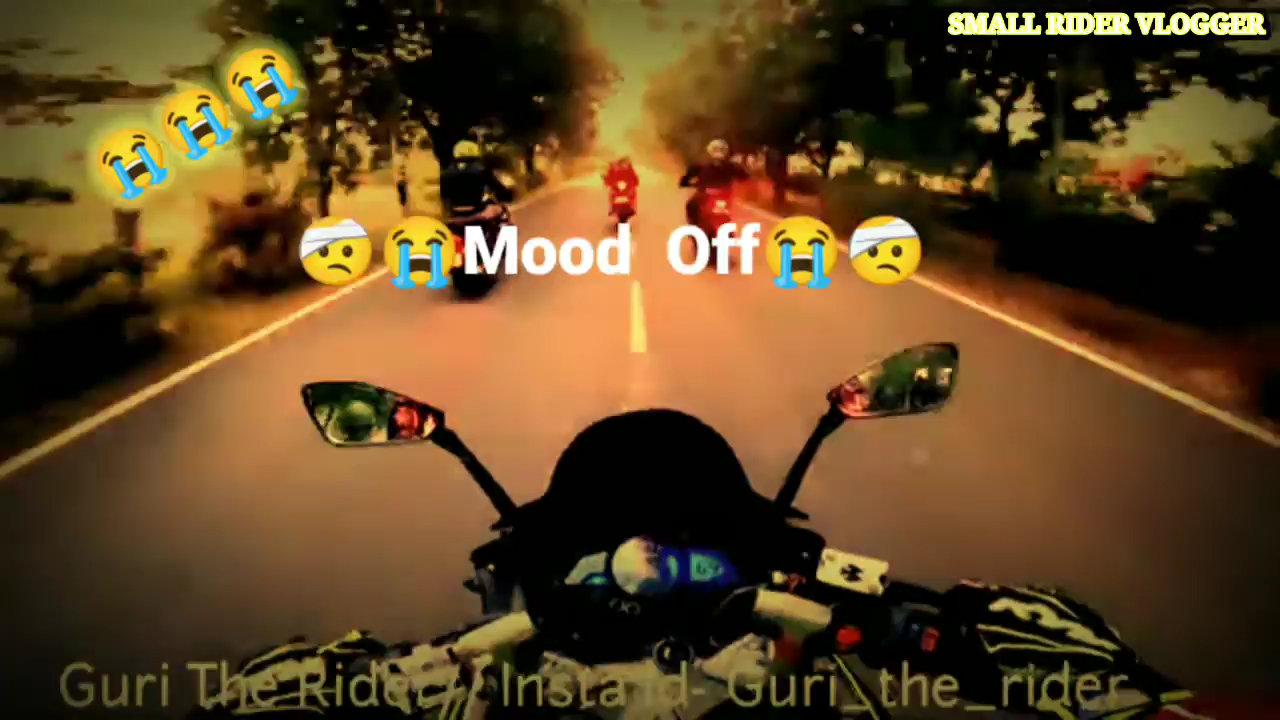 SMALL RIDER VLOGGER
😭😭😭
🤕😭Mood Off😭🤕
Guri The Rider // Insta id- Guri_the_rider